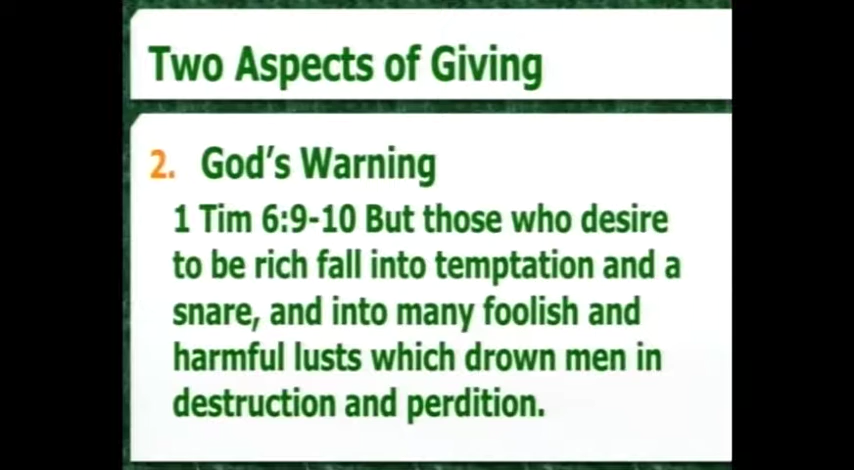 Two Aspects of Giving
2. God's Warning
1 Tim 6:9-10 But those who desire
to be rich fall into temptation and a
snare, and into many foolish and
harmful lusts which drown men in
destruction and perdition.